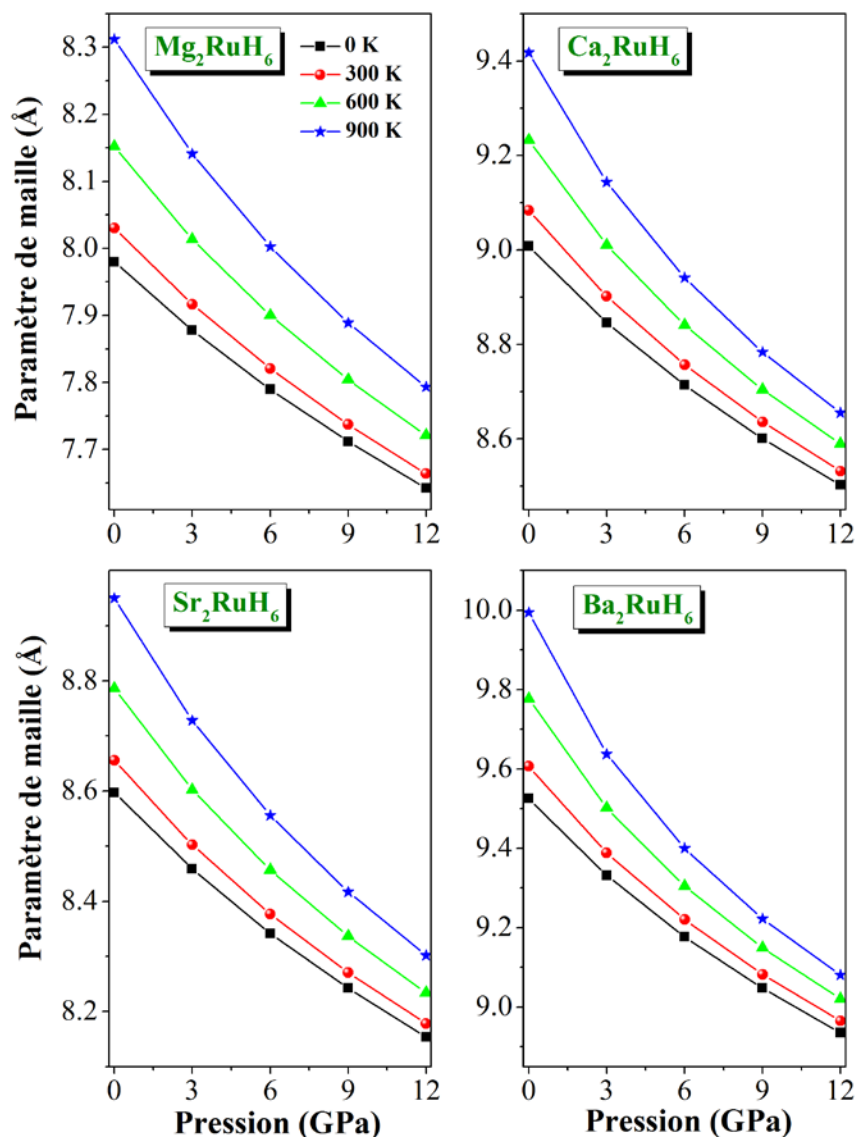 Mg2RuH6
0 K
300 K
600 K
900 K
Paramètre de maille (Å)
8.3
8.2
8.1
8.0
7.9
7.8
7.7
0 3 6 9 12
Ca2RuH6
9.4
9.2
9.0
8.8
8.6
0 3 6 9 12
Sr2RuH6
Paramètre de maille (Å)
8.8
8.6
8.4
8.2
0 3 6 9 12
Pression (GPa)
Ba2RuH6
10.0
9.8
9.6
9.4
9.2
9.0
0 3 6 9 12
Pression (GPa)